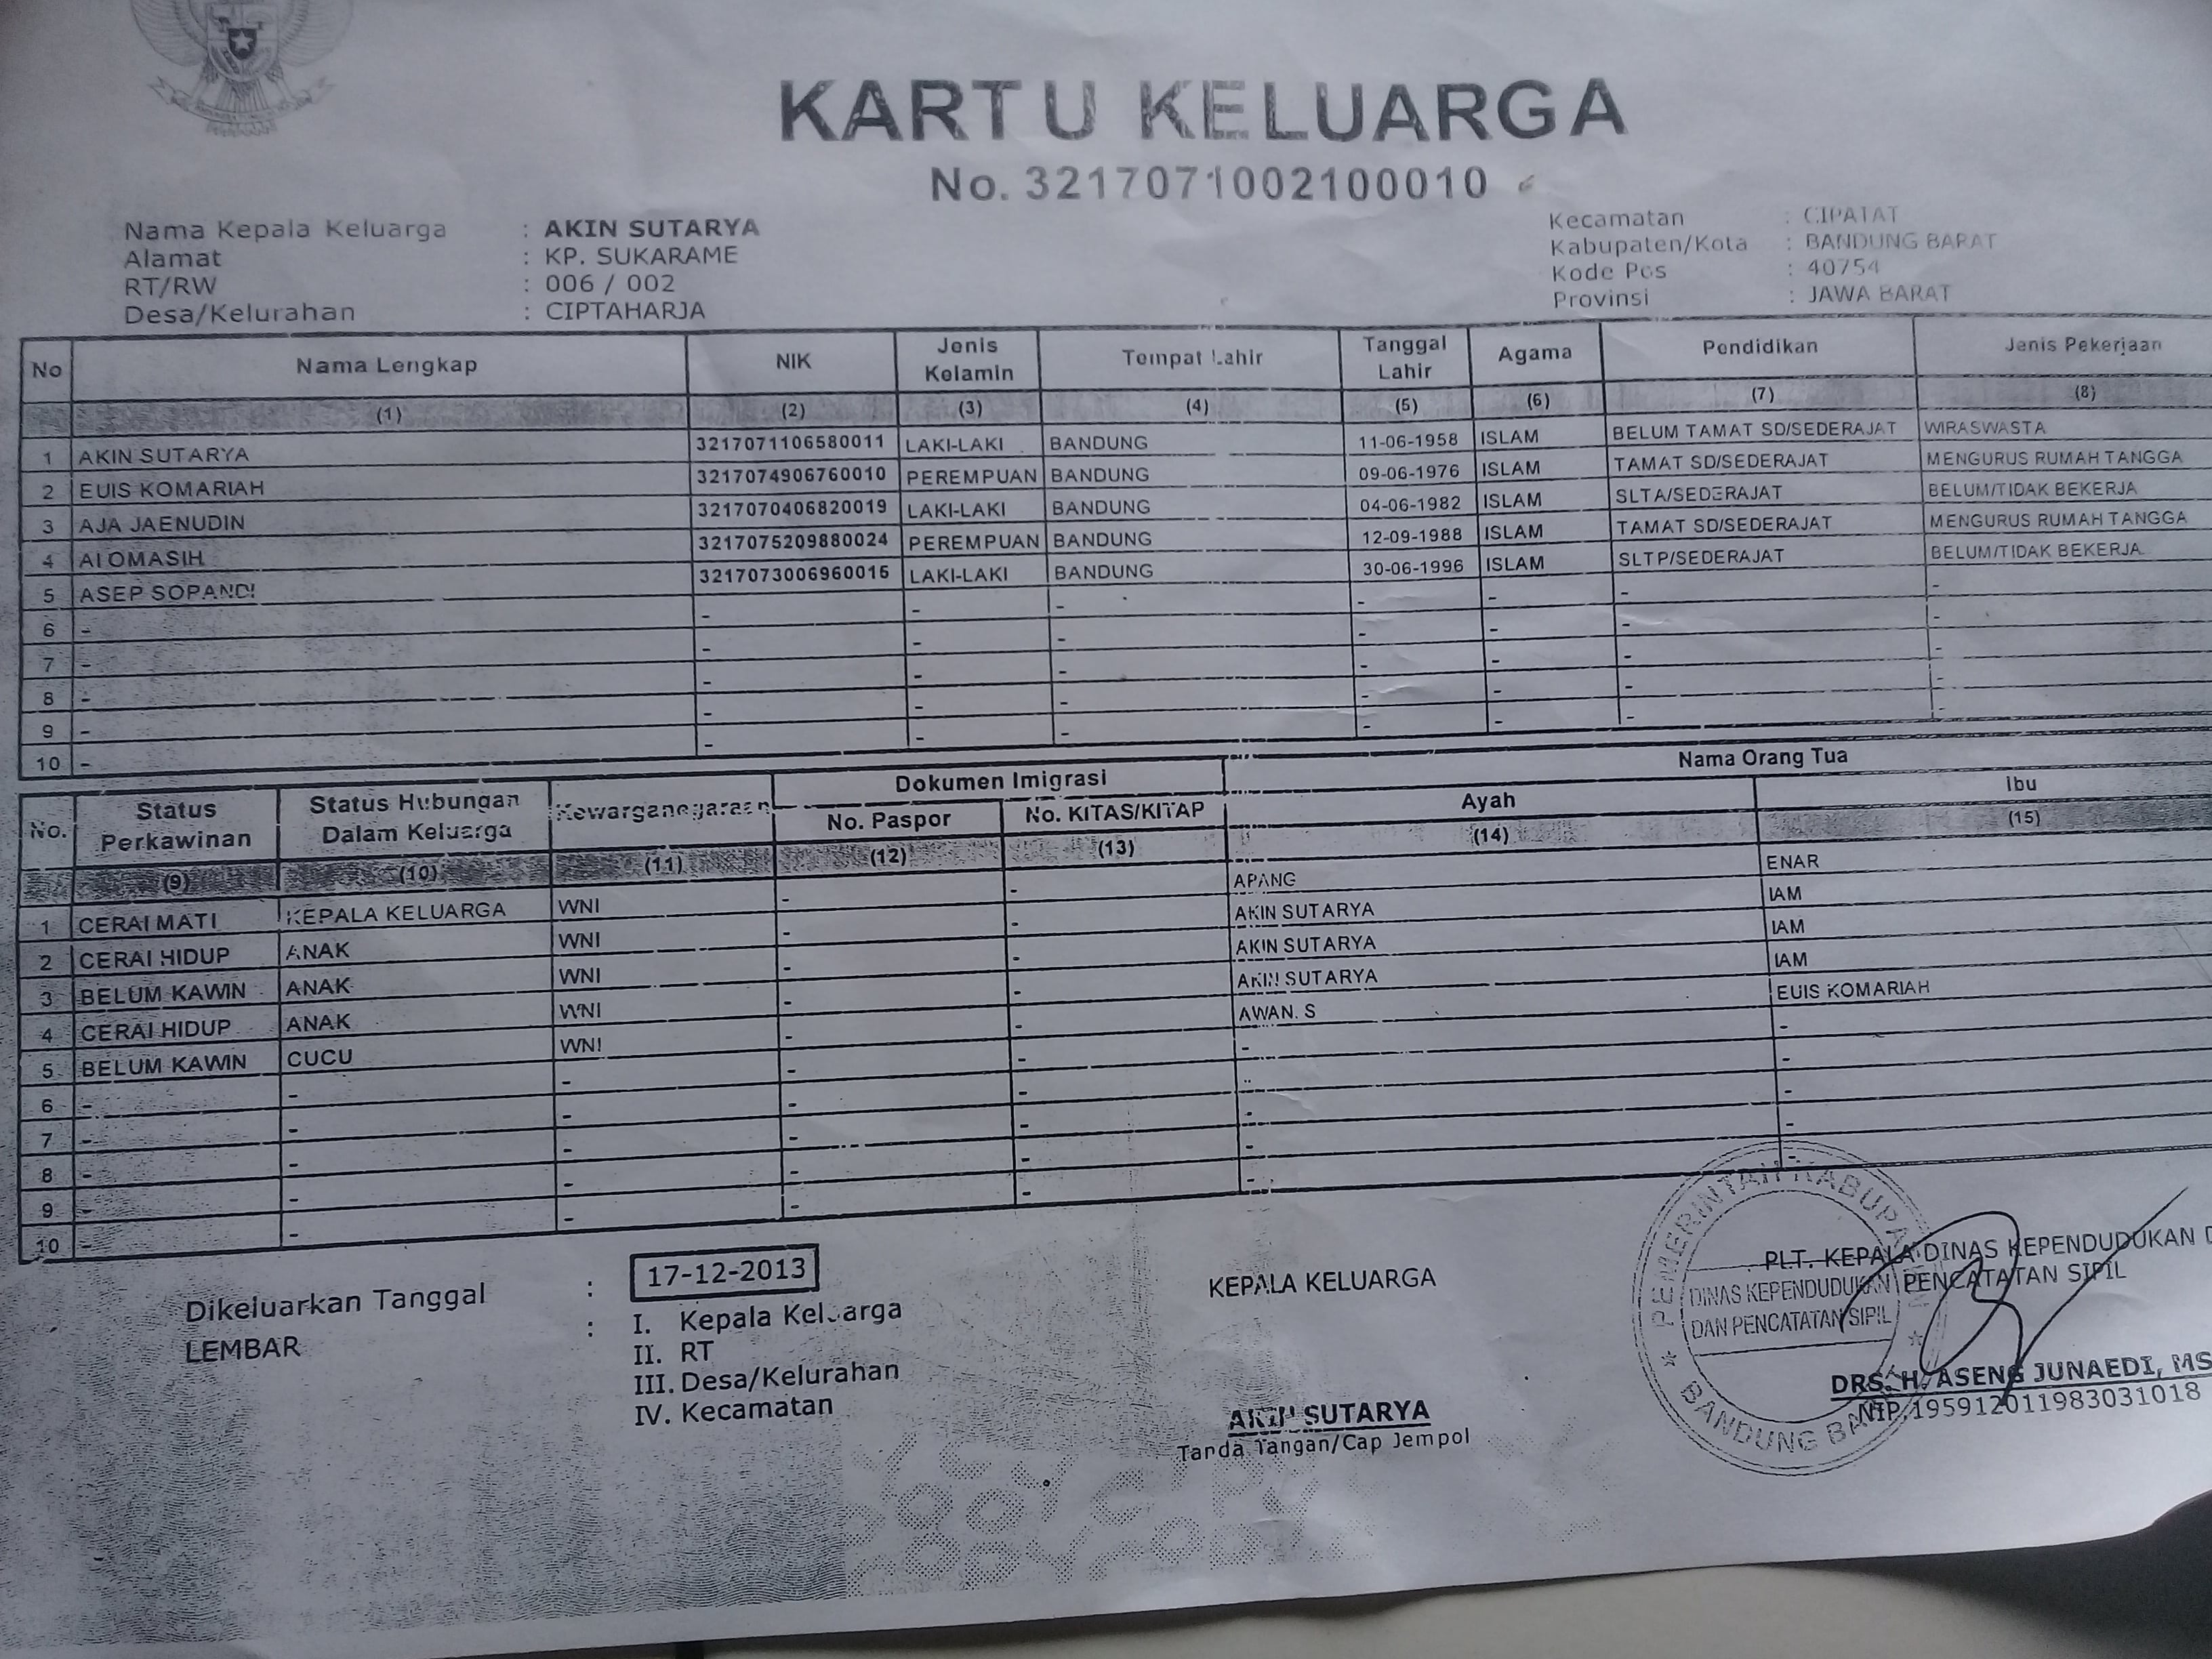 KARTU KELUARGA
No. 3217071002100010
Nama Kepala Keluarga : AKIN SUTARYA
Alamat : KP. SUKARAME
RT/RW : 006 / 002
Desa/Kelurahan : CIPTAHARJA
Kecamatan : CIPATAT
Kabupaten/Kota : BANDUNG BARAT
Kode Pos : 40754
Provinsi : JAWA BARAT
No Nama Lengkap NIK Jenis Kelamin Tempat Lahir Tanggal Lahir Agama Pendidikan Jenis Pekerjaan
(1) (2) (3) (4) (5) (6) (7) (8)
1 AKIN SUTARYA 3217071106580011 LAKI-LAKI BANDUNG 11-06-1958 ISLAM BELUM TAMAT SD/SEDERAJAT WIRASWASTA
2 EUIS KOMARIAH 3217074906760010 PEREMPUAN BANDUNG 09-06-1976 ISLAM TAMAT SD/SEDERAJAT MENGURUS RUMAH TANGGA
3 AJA JAENUDIN 3217070406820019 LAKI-LAKI BANDUNG 04-06-1982 ISLAM SLTA/SEDERAJAT BELUM/TIDAK BEKERJA
4 AI OMASIH 3217075209880024 PEREMPUAN BANDUNG 12-09-1988 ISLAM TAMAT SD/SEDERAJAT MENGURUS RUMAH TANGGA
5 ASEP SOPANDI 3217073006960015 LAKI-LAKI BANDUNG 30-06-1996 ISLAM SLTP/SEDERAJAT BELUM/TIDAK BEKERJA
6 - - - - - - - -
7 - - - - - - - -
8 - - - - - - - -
9 - - - - - - - -
10 - - - - - - - -
No. Status Perkawinan Status Hubungan Dalam Keluarga Kewarganegaraan Dokumen Imigrasi Nama Orang Tua
No. Paspor No. KITAS/KITAP Ayah Ibu
(9) (10) (11) (12) (13) (14) (15)
1 CERAI MATI KEPALA KELUARGA WNI - - APANG ENAR
2 CERAI HIDUP ANAK WNI - - AKIN SUTARYA IAM
3 BELUM KAWIN ANAK WNI - - AKIN SUTARYA IAM
4 CERAI HIDUP ANAK WNI - - AKIN SUTARYA IAM
5 BELUM KAWIN CUCU WNI - - AWAN. S EUIS KOMARIAH
6 - - - - - - -
7 - - - - - - -
8 - - - - - - -
9 - - - - - - -
10 - - - - - - -
Dikeluarkan Tanggal : 17-12-2013
LEMBAR : I. Kepala Keluarga
II. RT
III. Desa/Kelurahan
IV. Kecamatan
KEPALA KELUARGA
AKIN SUTARYA
Tanda Tangan/Cap Jempol
PLT. KEPALA DINAS KEPENDUDUKAN
PENCATATAN SIPIL
DRS. H. ASENG JUNAEDI, MS
NIP.195912011983031018
PEMERINTAH KABUPATEN
DINAS KEPENDUDUKAN
DAN PENCATATAN SIPIL
BANDUNG BARAT